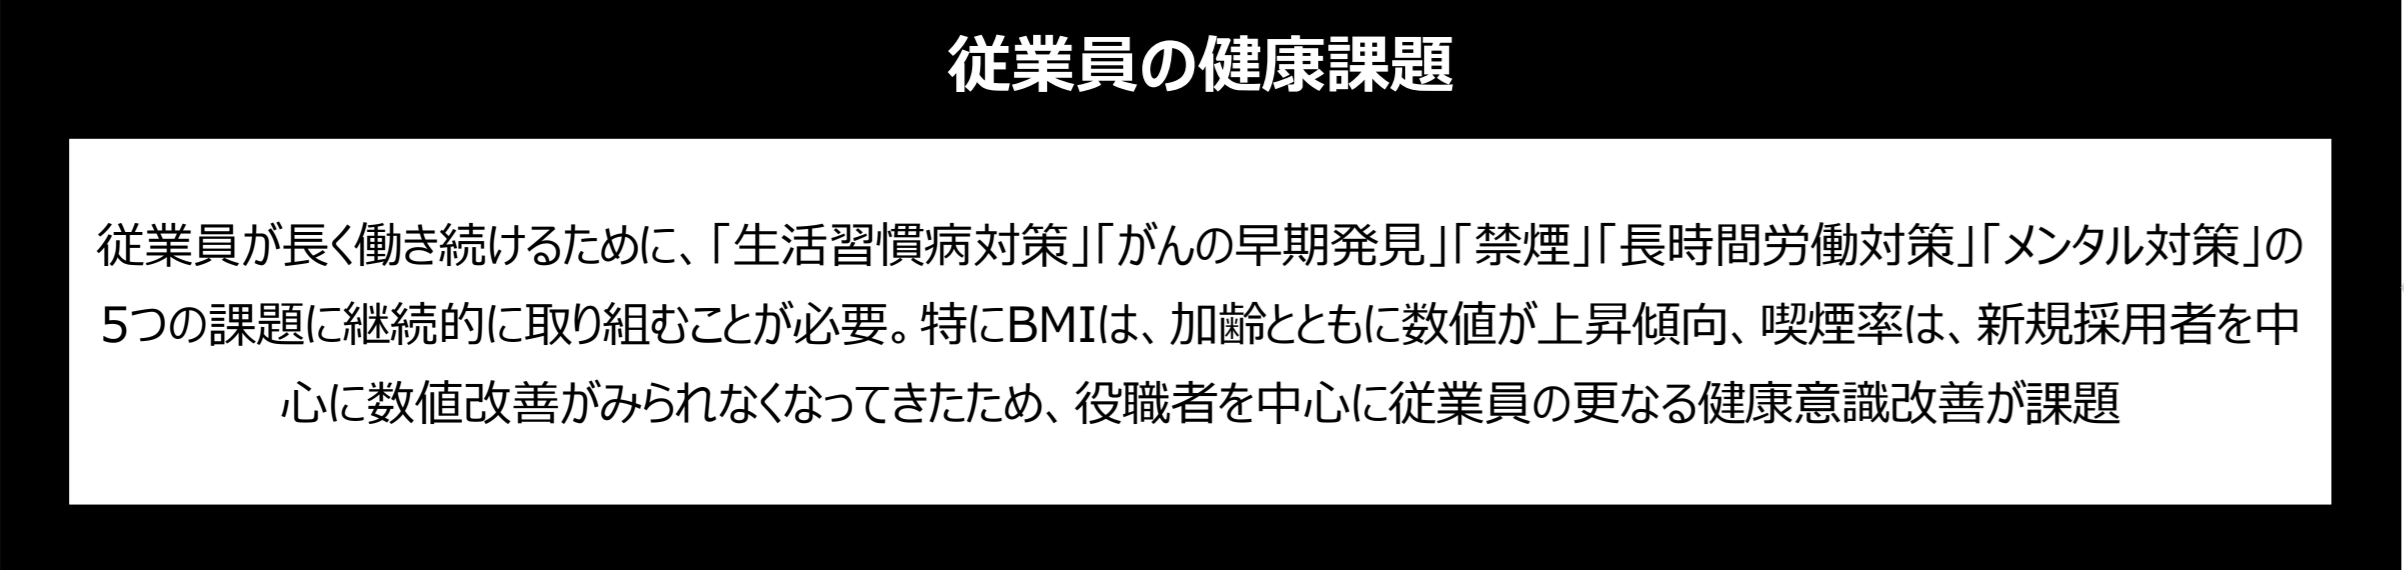 従業員の健康課題
従業員が長く働き続けるために、「生活習慣病対策」「がんの早期発見」「禁煙」「長時間労働対策」「メンタル対策」の
5つの課題に継続的に取り組むことが必要。特にBMIは、加齢とともに数値が上昇傾向、喫煙率は、新規採用者を中
心に数値改善がみられなくなってきたため、役職者を中心に従業員の更なる健康意識改善が課題